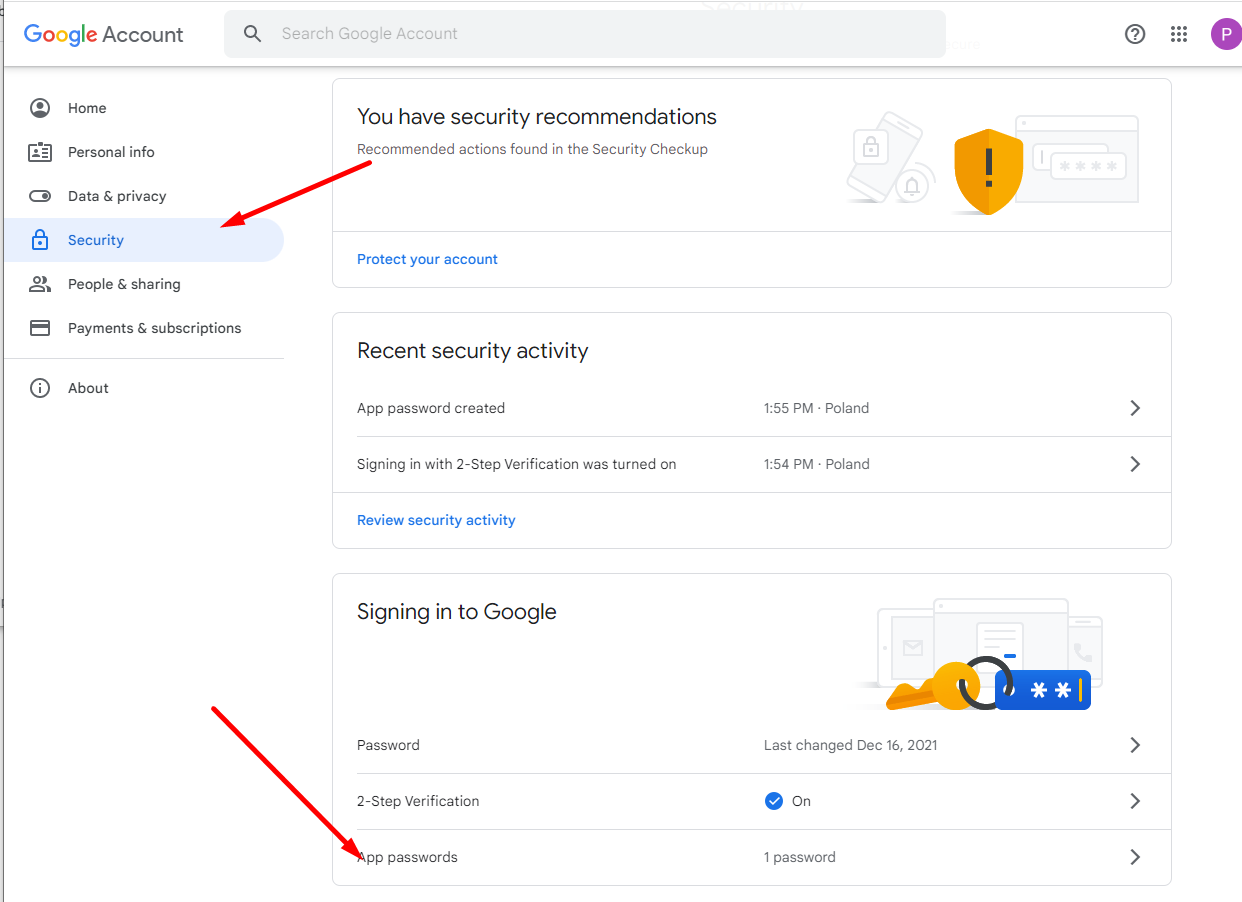 Security
Google Account
Search Google Account
P
Home
Personal info
Data & privacy
Security
People & sharing
Payments & subscriptions
About
You have security recommendations
Recommended actions found in the Security Checkup
****
Protect your account
Recent security activity
App password created 1:55 PM · Poland
Signing in with 2-Step Verification was turned on 1:54 PM · Poland
Review security activity
Signing in to Google
**
Password Last changed Dec 16, 2021
2-Step Verification On
App passwords 1 password